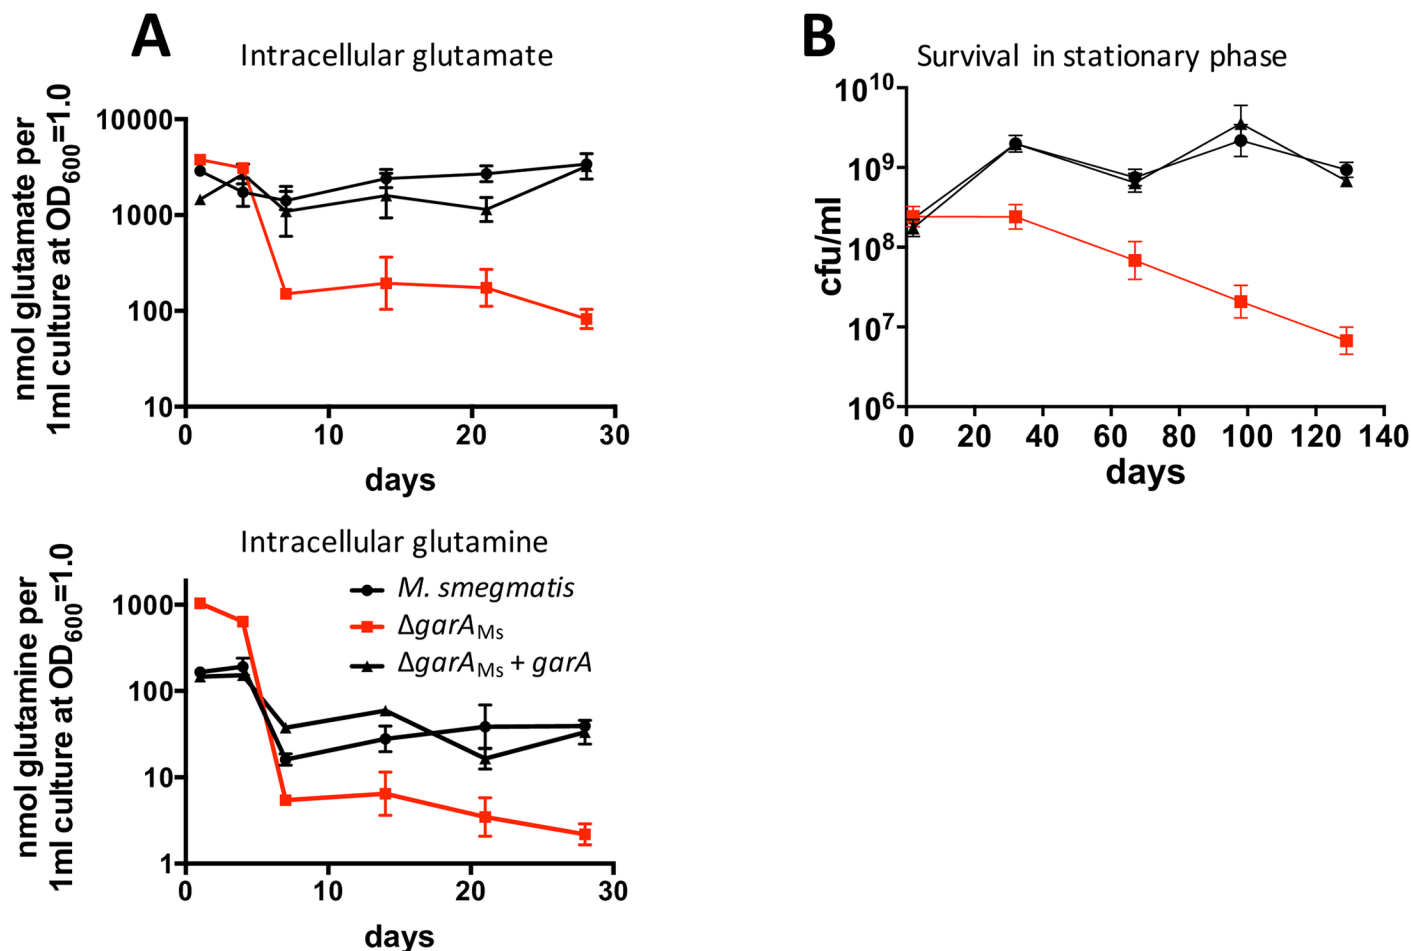 A
Intracellular glutamate
nmol glutamate per
1ml culture at OD600=1.0
10000
1000
100
10
0 10 20 30
days
B
Survival in stationary phase
cfu/ml
10^10
10^9
10^8
10^7
10^6
0 20 40 60 80 100 120 140
days
Intracellular glutamine
nmol glutamine per
1ml culture at OD600=1.0
1000
100
10
1
0 10 20 30
days
M. smegmatis
ΔgarAMs
ΔgarAMs + garA